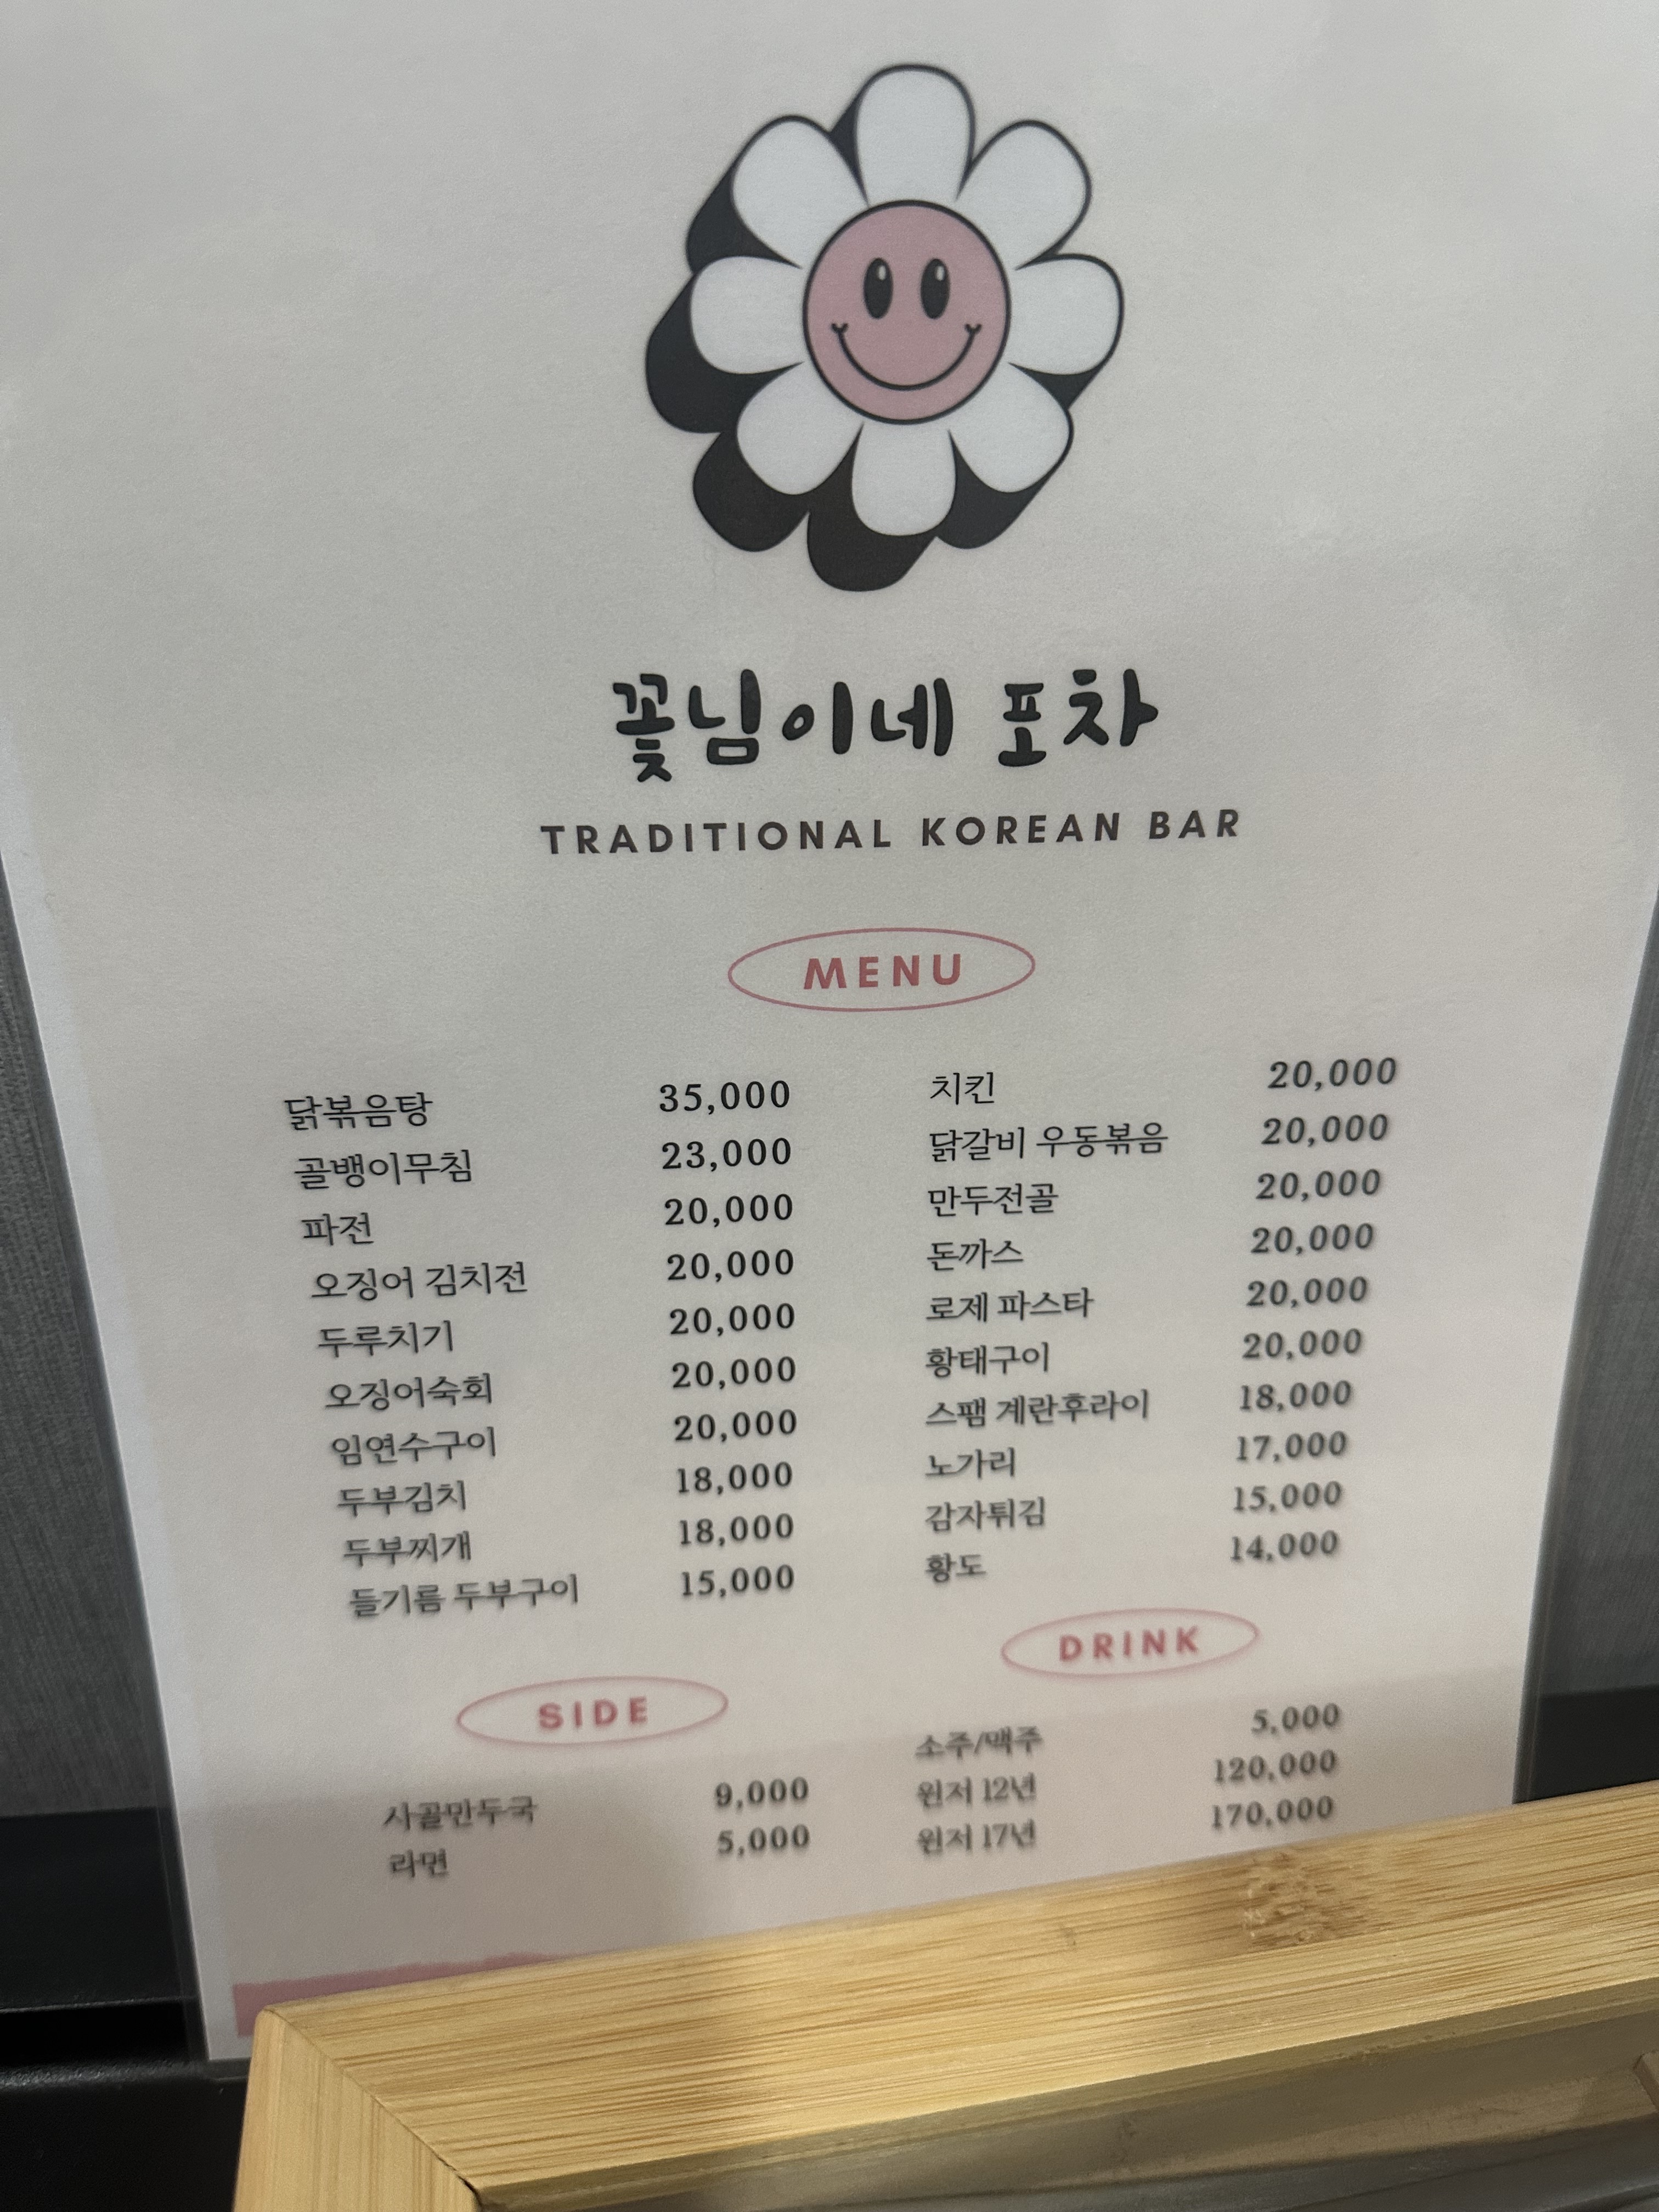 꽃님이네 포차
TRADITIONAL KOREAN BAR
MENU
닭볶음탕 35,000
골뱅이무침 23,000
파전 20,000
오징어 김치전 20,000
두루치기 20,000
오징어숙회 20,000
임연수구이 20,000
두부김치 18,000
두부찌개 18,000
들기름 두부구이 15,000
치킨 20,000
닭갈비 우동볶음 20,000
만두전골 20,000
돈까스 20,000
로제 파스타 20,000
황태구이 20,000
스팸 계란후라이 18,000
노가리 17,000
감자튀김 15,000
황도 14,000
SIDE
사골만두국 9,000
라면 5,000
DRINK
소주/맥주 5,000
윈저 12년 120,000
윈저 17년 170,000